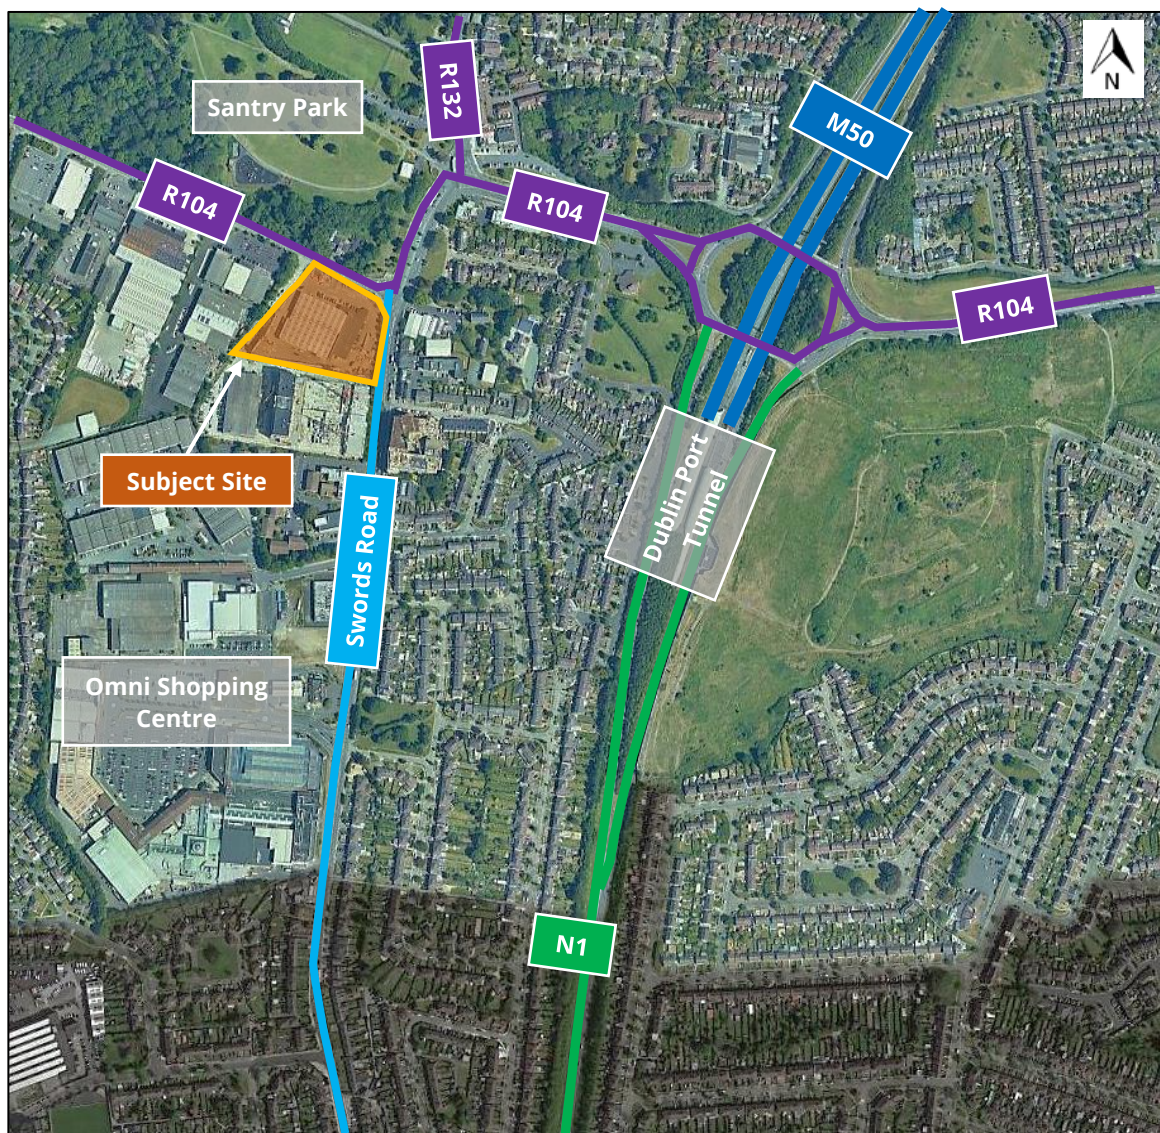 R132
Santry Park
N
M50
R104
R104
R104
Subject Site
Dublin Port
Tunnel
Swords Road
Omni Shopping
Centre
N1